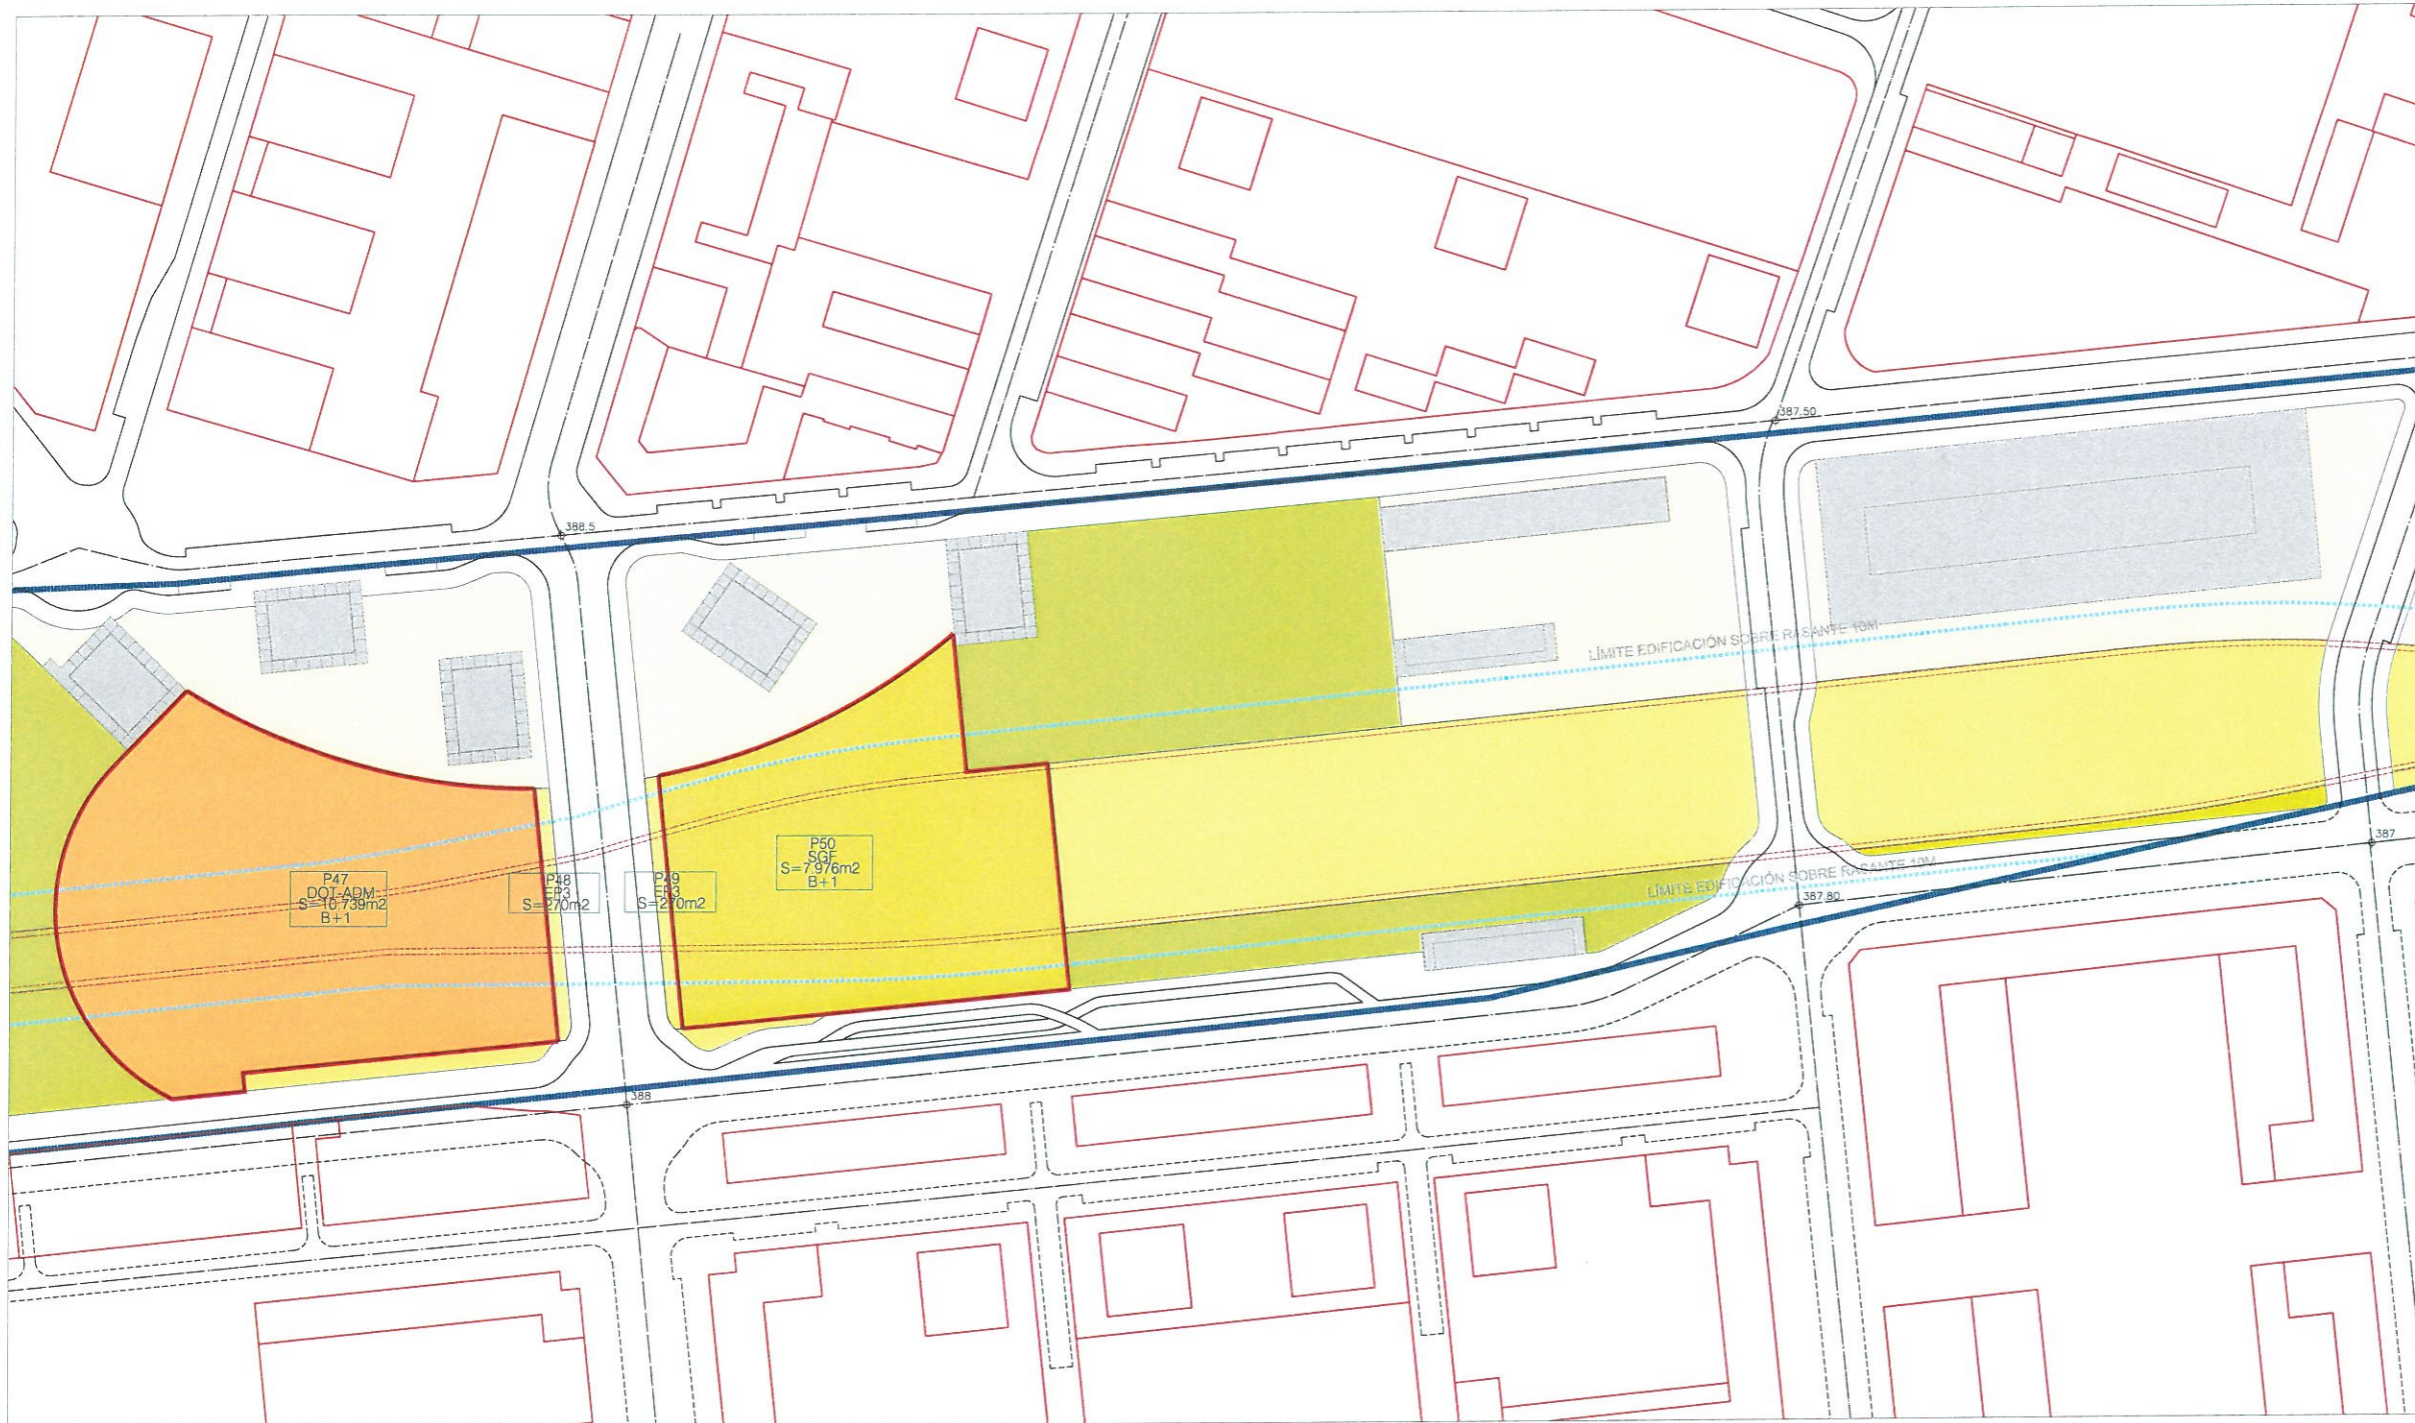 387.50
388.5
LÍMITE EDIFICACIÓN SOBRE RASANTE 10M
P47
DOT-ADM
S=10.739m2
B+1
P48
EP3
S=270m2
P49
EP3
S=270m2
P50
SGF
S=7.976m2
B+1
387
LÍMITE EDIFICACIÓN SOBRE RASANTE 10M
387.80
388